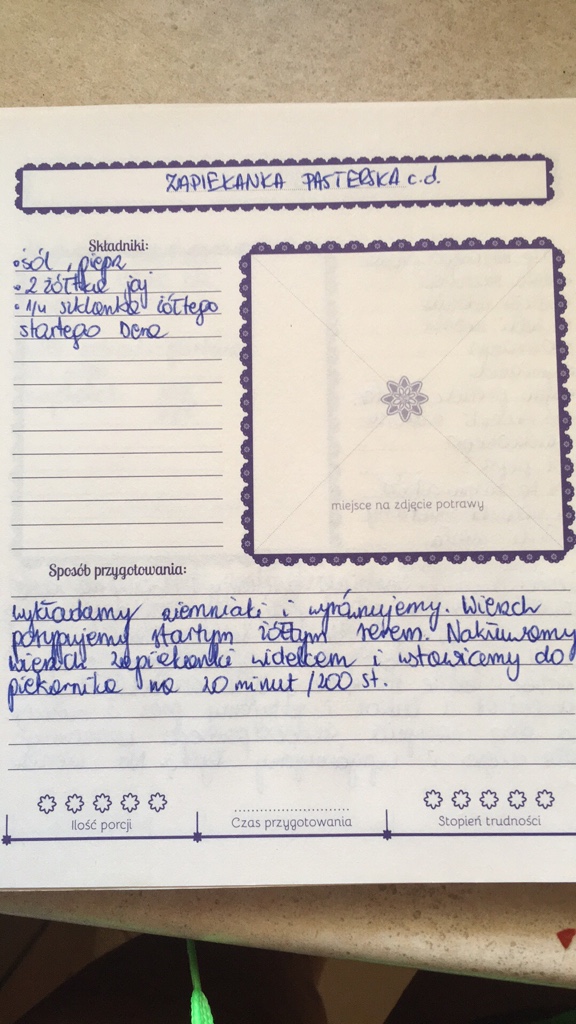 ZAPIEKANKA PASTERSKA c.d.
Składniki:
• sól, pieprz
• 2 żółtka jaj
• 1/4 szklanki żółtego
startego sera
miejsce na zdjęcie potrawy
Sposób przygotowania:
wykładamy ziemniaki i wyrównujemy. Wierzch
posypujemy startym żółtym serem. Nakłuwamy
wierzch zapiekanki widelcem i wstawiamy do
piekarnika na 20 minut /200 st.
Ilość porcji
Czas przygotowania
Stopień trudności